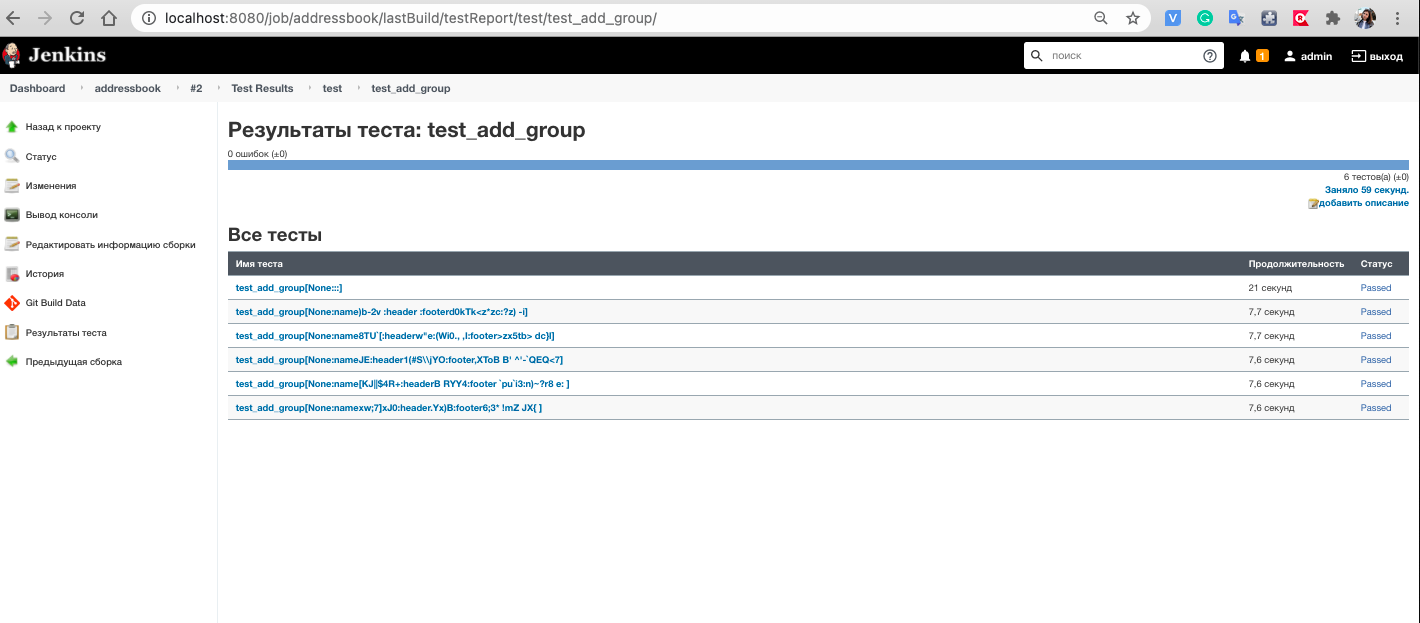 localhost:8080/job/addressbook/lastBuild/testReport/test/test_add_group/
Jenkins
поиск
1
admin
выход
Dashboard
addressbook
#2
Test Results
test
test_add_group
Назад к проекту
Статус
Изменения
Вывод консоли
Редактировать информацию сборки
История
Git Build Data
Результаты теста
Предыдущая сборка
Результаты теста: test_add_group
0 ошибок (±0)
6 тестов(а) (±0)
Заняло 59 секунд.
добавить описание
Все тесты
Имя теста Продолжительность Статус
test_add_group[None:::] 21 секунд Passed
test_add_group[None:name)b-2v :header :footerd0kTk<z*zc:?z) -i] 7,7 секунд Passed
test_add_group[None:name8TU`[:headerw"e:(Wi0., ,I:footer>zx5tb> dc}I] 7,7 секунд Passed
test_add_group[None:nameJE:header1(#S\\jYO:footer,XToB B' ^'-`QEQ<7] 7,6 секунд Passed
test_add_group[None:name[KJ||$4R+:headerB RYY4:footer `pu`i3:n)~?r8 e: ] 7,6 секунд Passed
test_add_group[None:namexw;7]xJ0:header.Yx)B:footer6;3* !mZ JX{ ] 7,6 секунд Passed